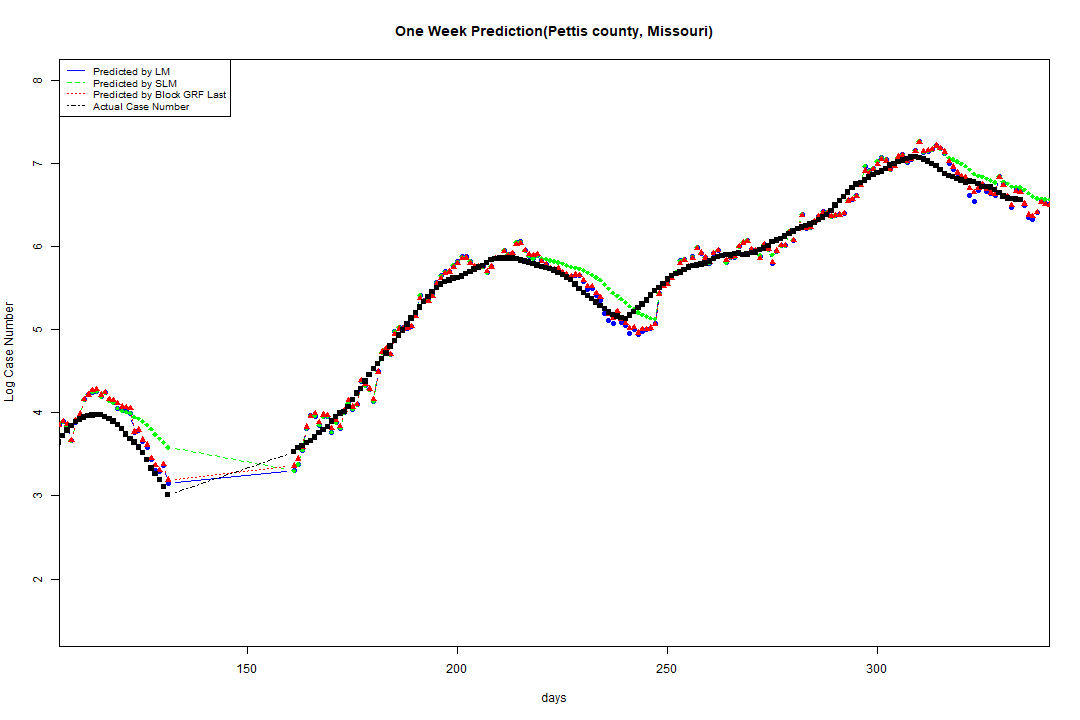 One Week Prediction(Pettis county, Missouri)
Predicted by LM
Predicted by SLM
Predicted by Block GRF Last
Actual Case Number
8
7
6
5
4
3
2
Log Case Number
150 200 250 300
days